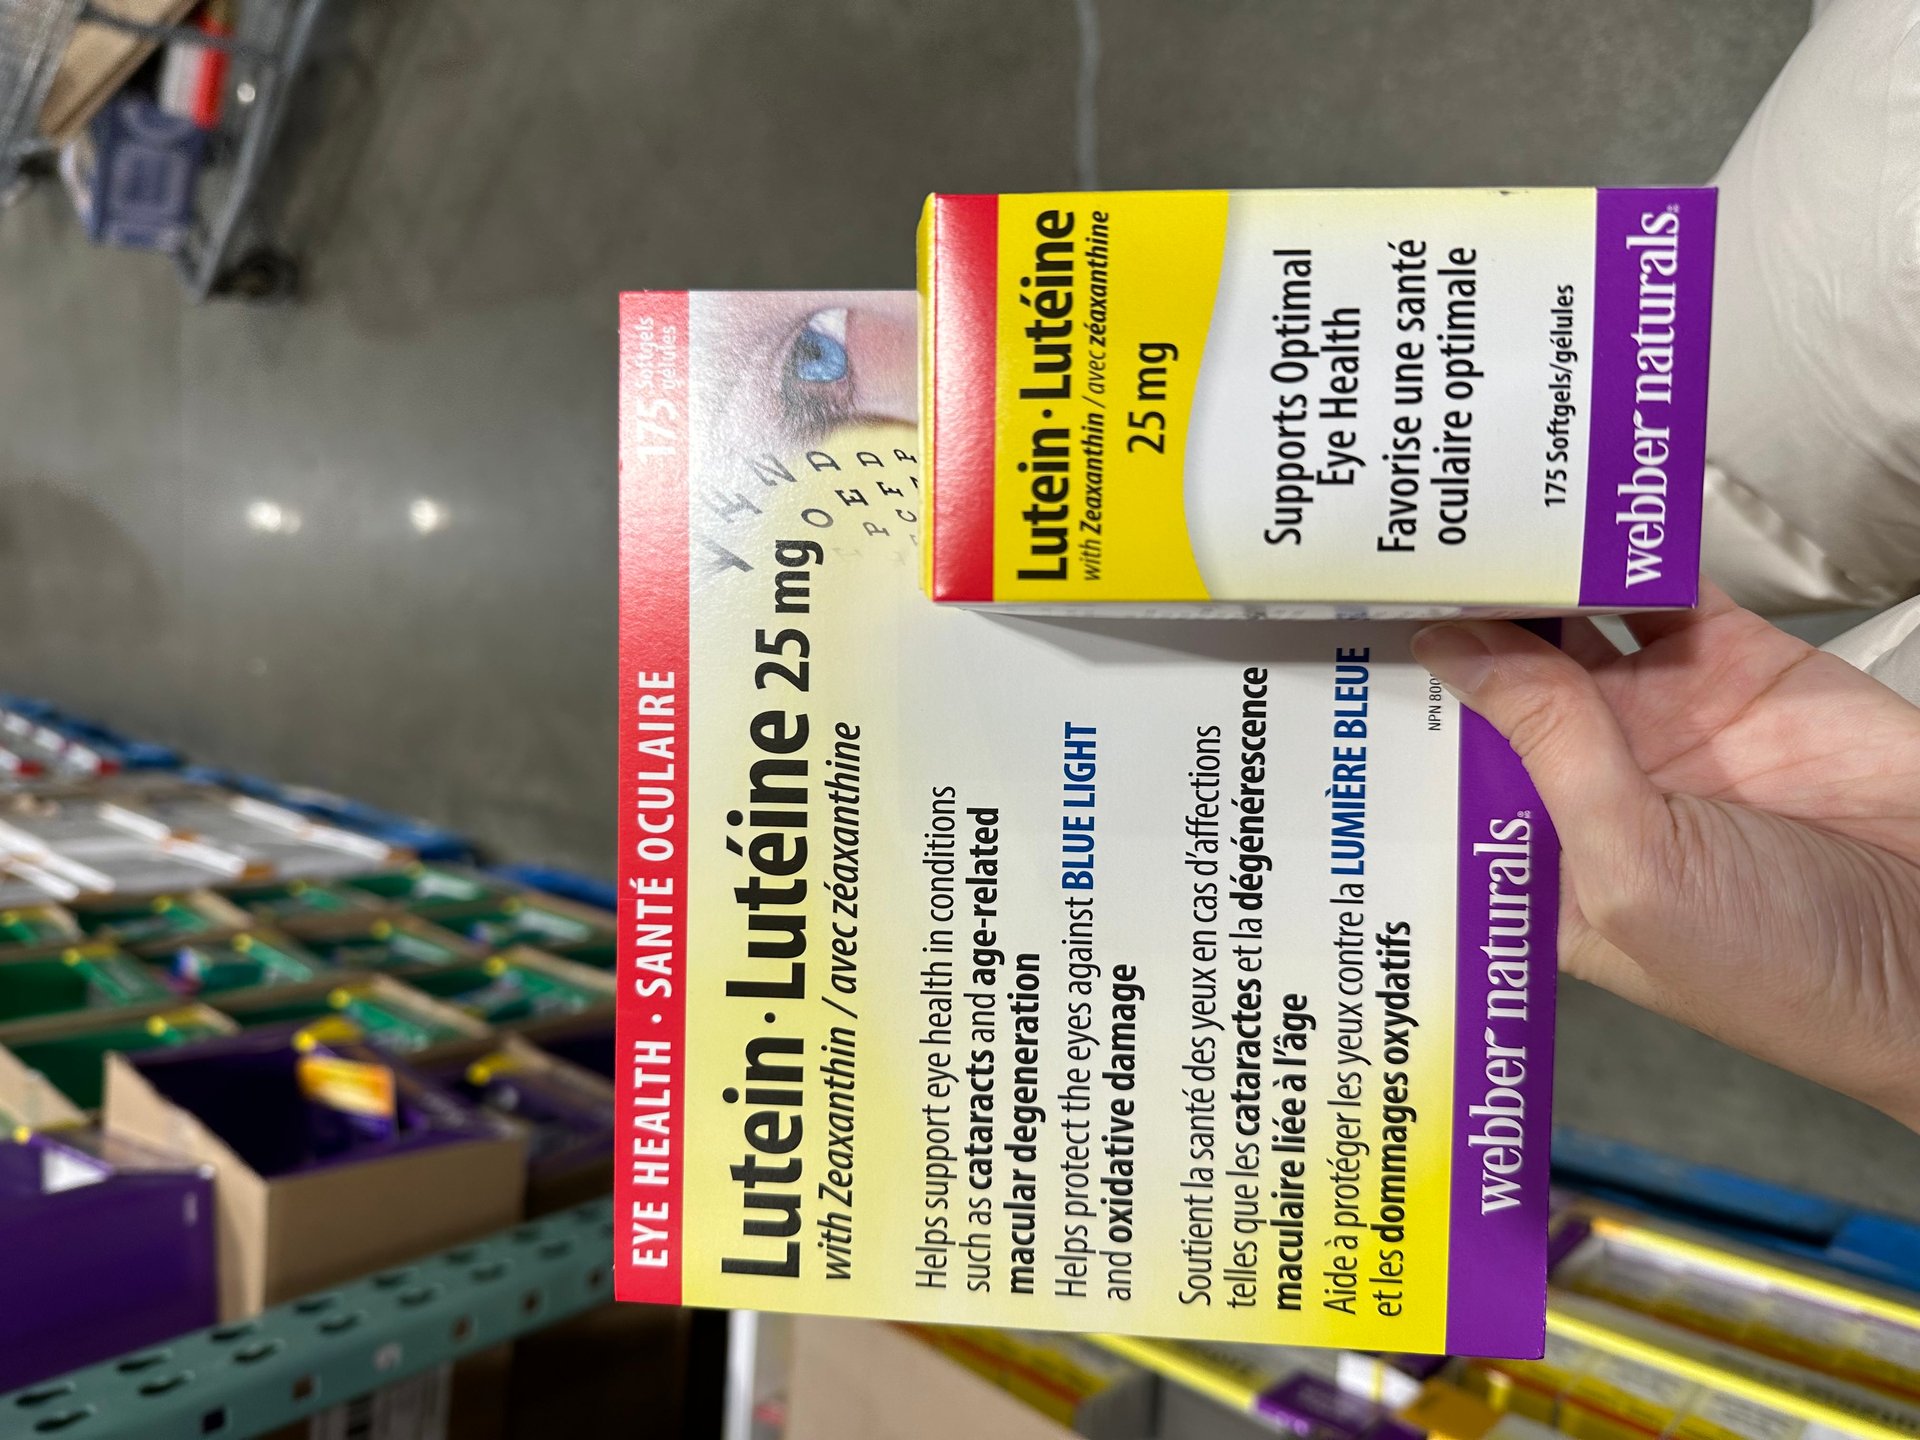 EYE HEALTH • SANTÉ OCULAIRE
175 Softgels
gélules
Lutein • Lutéine 25 mg
with Zeaxanthin / avec zéaxanthine
Helps support eye health in conditions
such as cataracts and age-related
macular degeneration
Helps protect the eyes against BLUE LIGHT
and oxidative damage
Soutient la santé des yeux en cas d'affections
telles que les cataractes et la dégénérescence
maculaire liée à l'âge
Aide à protéger les yeux contre la LUMIÈRE BLEUE
et les dommages oxydatifs
NPN
webber naturals®
Lutein • Lutéine
with Zeaxanthin / avec zéaxanthine
25 mg
Supports Optimal
Eye Health
Favorise une santé
oculaire optimale
175 Softgels/gélules
webber naturals®